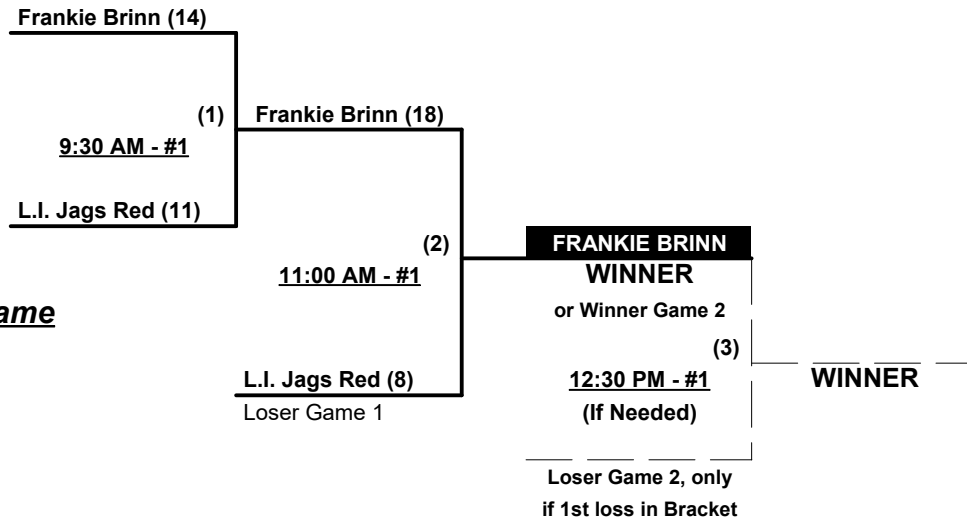 Frankie Brinn (14)
(1)
Frankie Brinn (18)
9:30 AM - #1
L.I. Jags Red (11)
(2)
FRANKIE BRINN
11:00 AM - #1
WINNER
or Winner Game 2
ame
(3)
L.I. Jags Red (8)
12:30 PM - #1
WINNER
Loser Game 1
(If Needed)
Loser Game 2, only
if 1st loss in Bracket